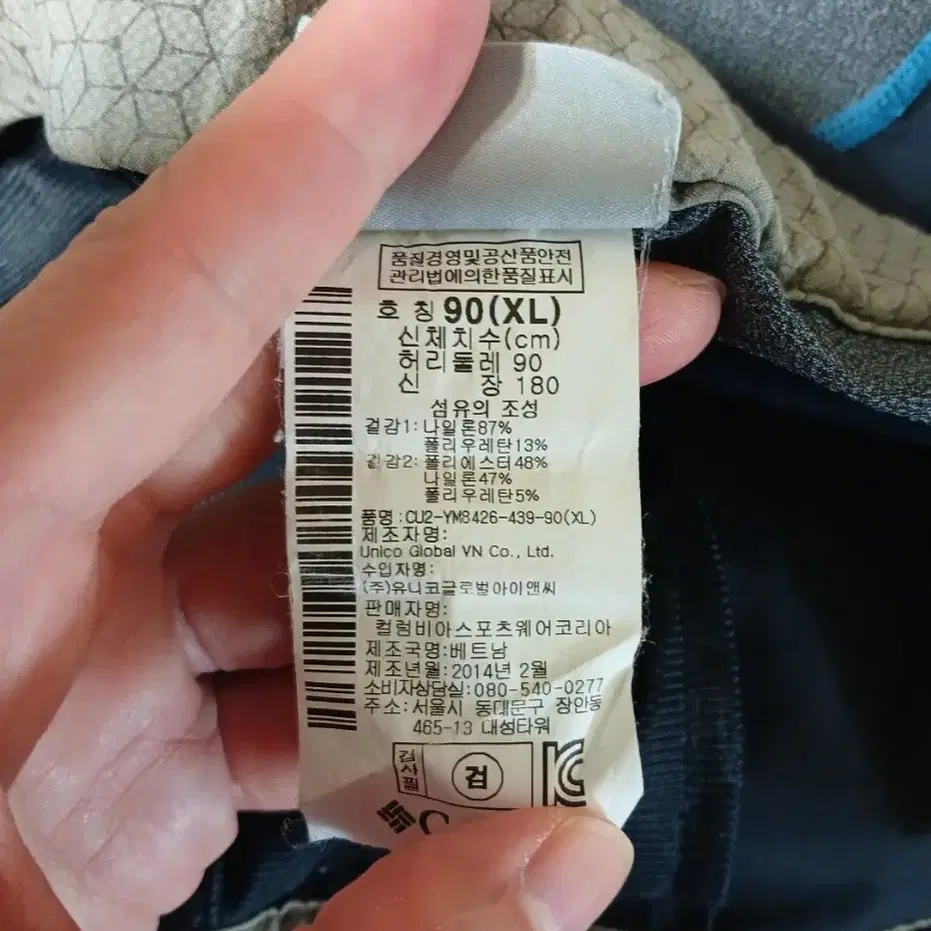 품질경영및공산품안전
관리법에의한품질표시
호 칭 90(XL)
신체치수(cm)
허리둘레 90
신 장 180
섬유의 조성
겉감1: 나일론87%
폴리우레탄13%
겉감2: 폴리에스터48%
나일론47%
폴리우레탄5%
품명 : CU2-YM8426-439-90(XL)
제조자명:
Unico Global VN Co., Ltd.
수입자명:
(주)유니코글로벌아이앤씨
판매자명:
컬럼비아스포츠웨어코리아
제조국명:베트남
제조년월:2014년 2월
소비자상담실:080-540-0277
주소: 서울시 동대문구 장안동
465-13 대성타워
검사필
검